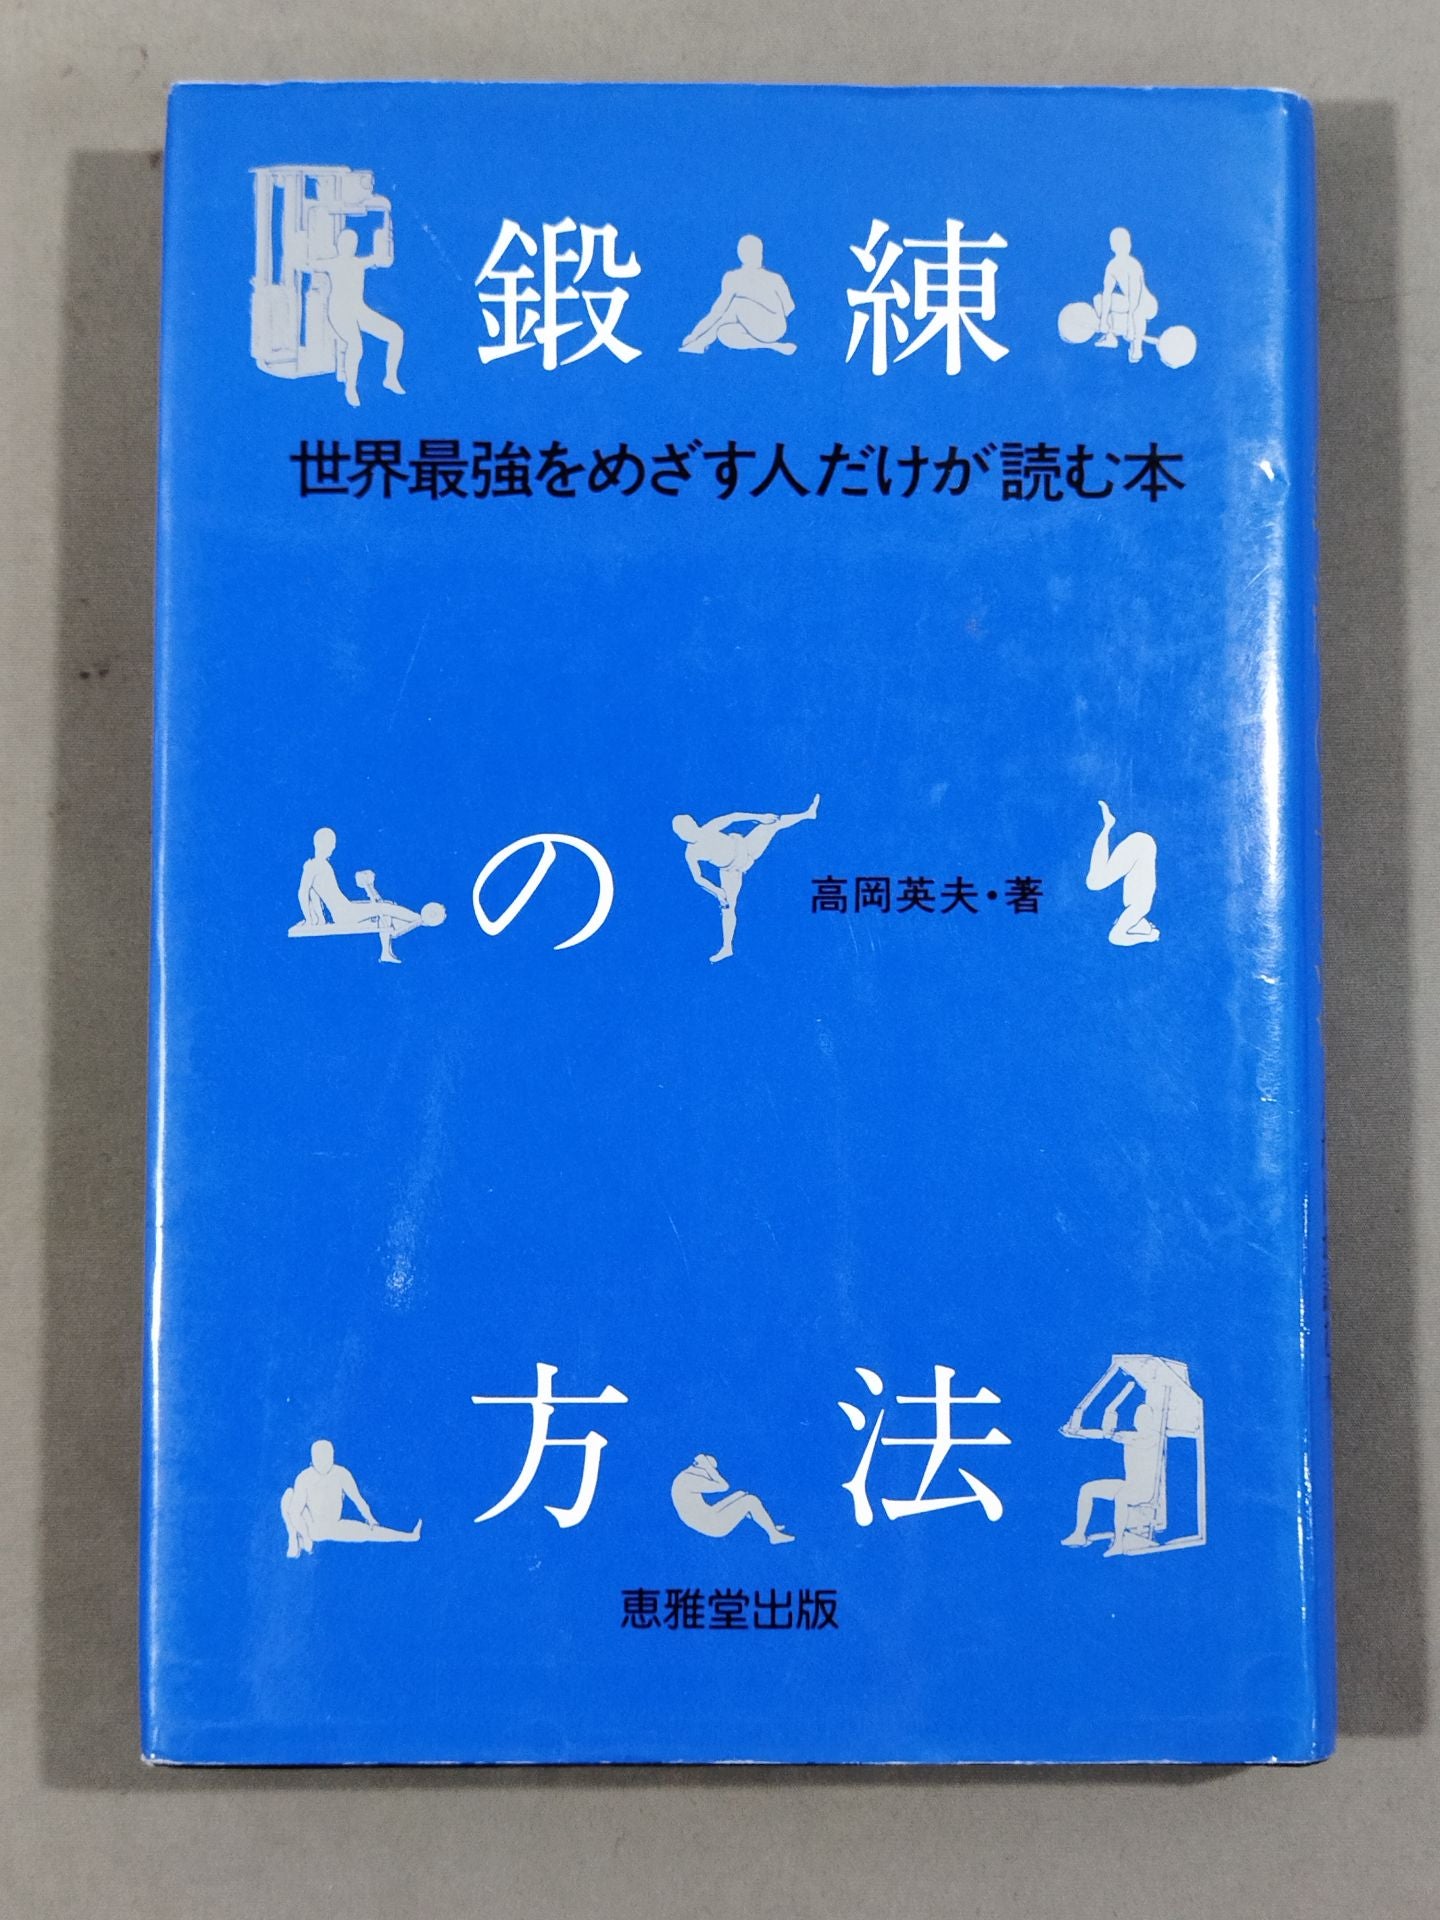 鍛練
世界最強をめざす人だけが読む本
の
高岡英夫・著
方法
恵雅堂出版